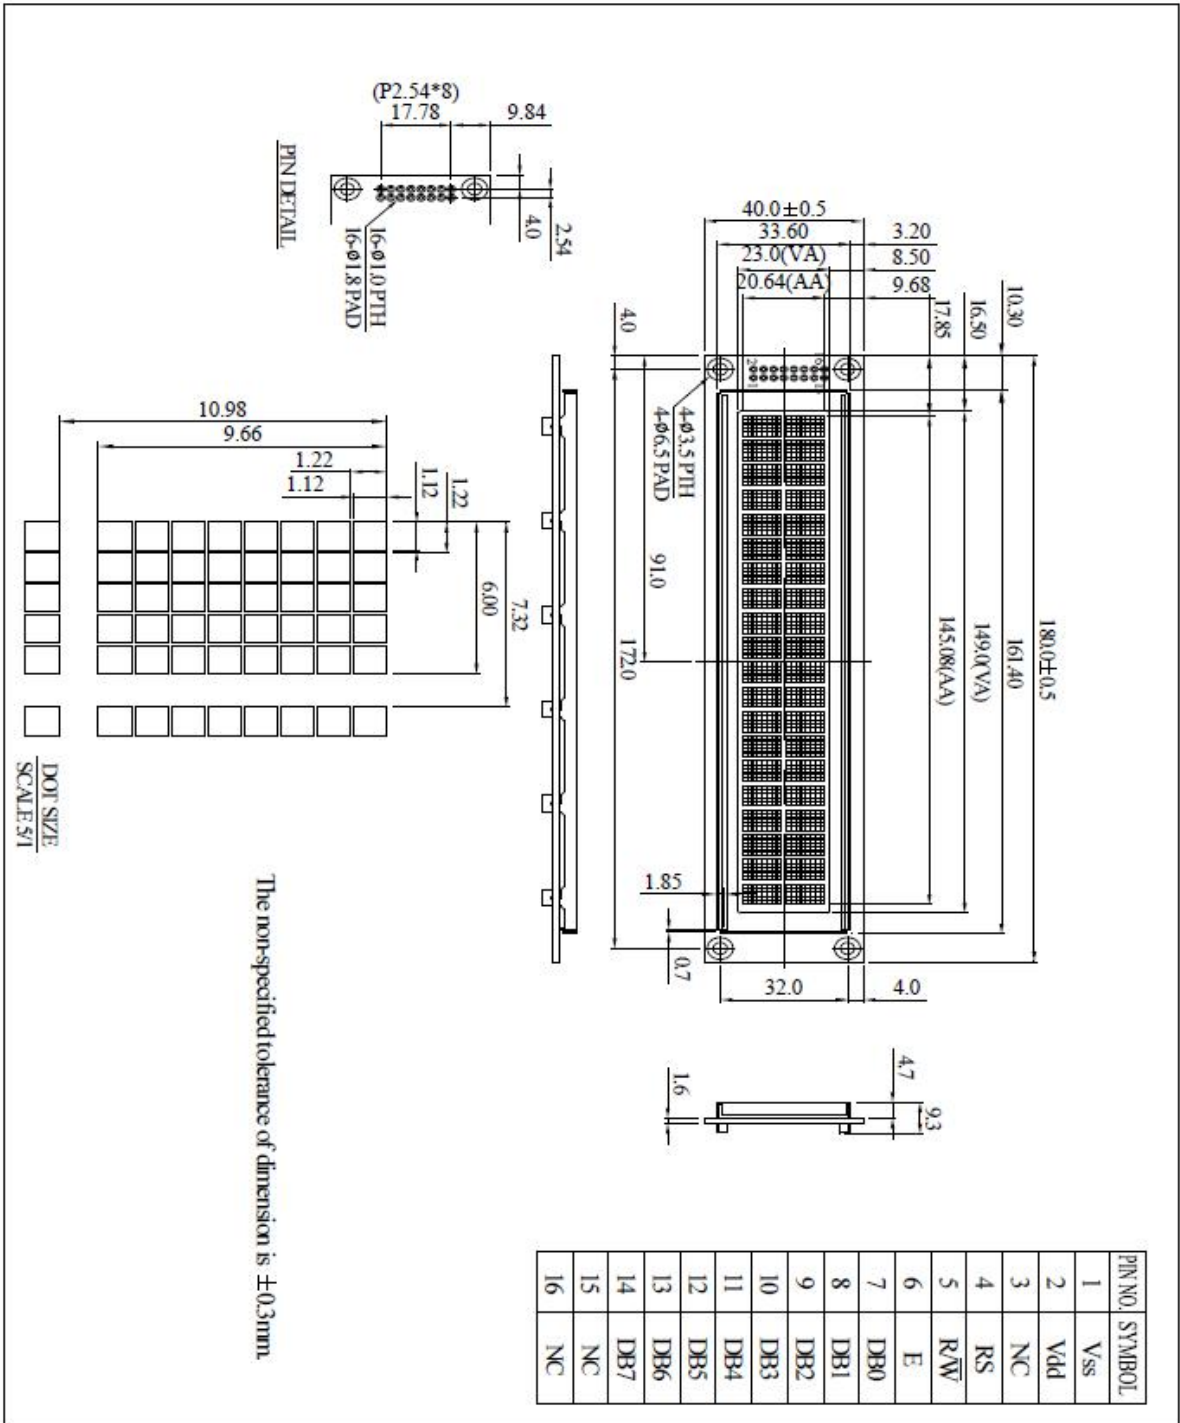 (P2.54*8)
17.78
9.84
PIN DETAIL
2.54
4.0
16-ø1.0 PTH
16-ø1.8 PAD
40.0±0.5
33.60
23.0(VA)
20.64(AA)
3.20
8.50
9.68
10.30
16.50
17.85
4.0
2
1
16
4-ø3.5 PTH
4-ø6.5 PAD
91.0
172.0
180.0±0.5
161.40
149.0(VA)
145.08(AA)
1.85
0.7
32.0
4.0
4.7
9.3
1.6
10.98
9.66
1.22
1.12
1.22
1.12
6.00
7.32
DOT SIZE
SCALE 5/1
The non-specified tolerance of dimension is ±0.3mm.
PIN NO. SYMBOL
1 Vss
2 Vdd
3 NC
4 RS
5 R/W̅
6 E
7 DB0
8 DB1
9 DB2
10 DB3
11 DB4
12 DB5
13 DB6
14 DB7
15 NC
16 NC